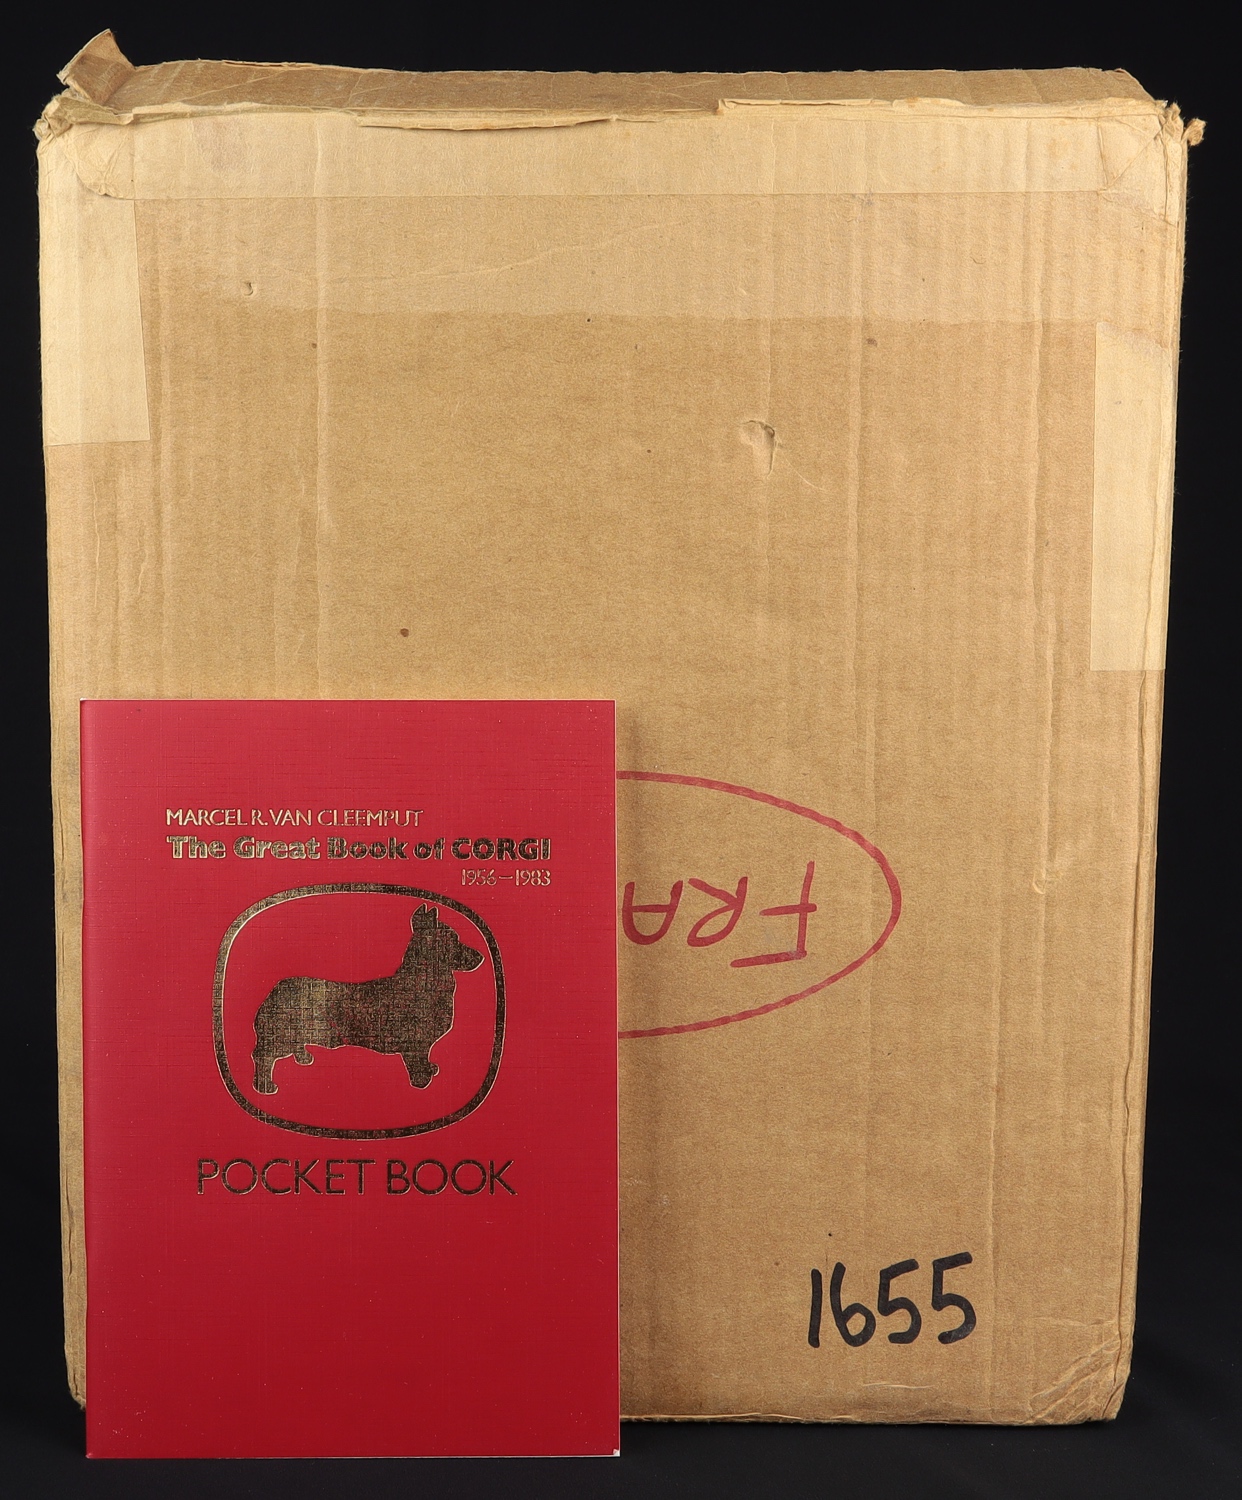 MARCEL R. VAN CLEEMPUT
The Great Book of CORGI
1956–1983
POCKET BOOK
FRA
1655